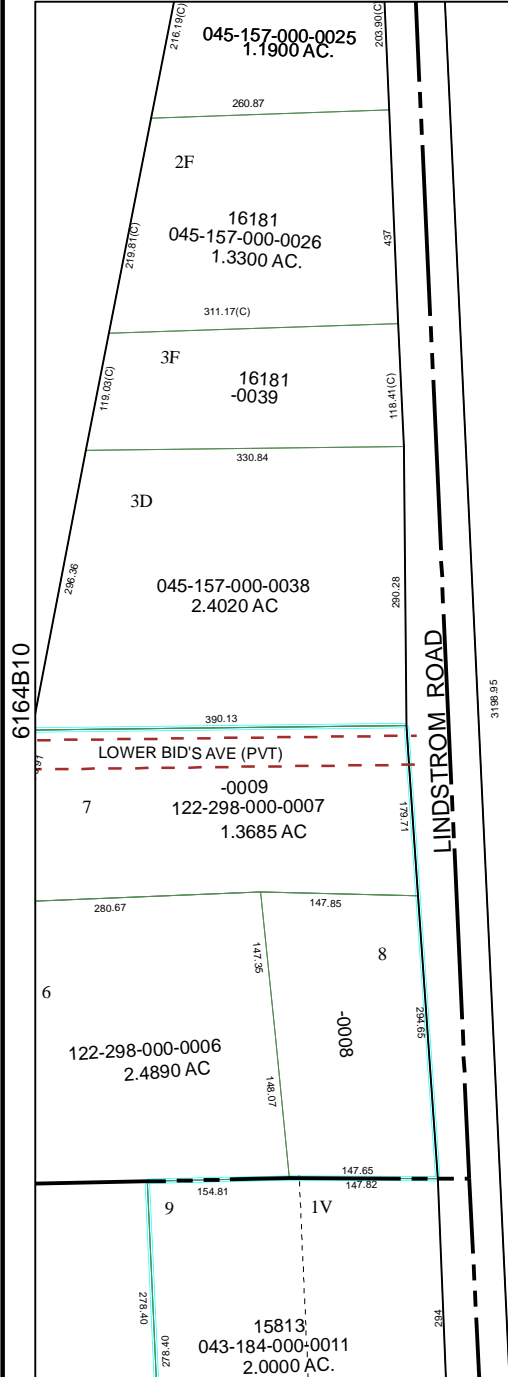 216.19(C)
045-157-000-0025
1.1900 AC.
203.90(C)
260.87
2F
16181
045-157-000-0026
1.3300 AC.
219.81(C)
437
311.17(C)
3F
16181
-0039
119.03(C)
118.41(C)
330.84
3D
045-157-000-0038
2.4020 AC
296.36
290.28
6164B10
LINDSTROM ROAD
3198.95
390.13
LOWER BID'S AVE (PVT)
-0009
122-298-000-0007
1.3685 AC
7
179.71
280.67
147.85
147.35
8
6
-0008
294.65
122-298-000-0006
2.4890 AC
148.07
147.65
154.81
147.82
9
1V
278.40
278.40
15813
043-184-000-0011
2.0000 AC.
294